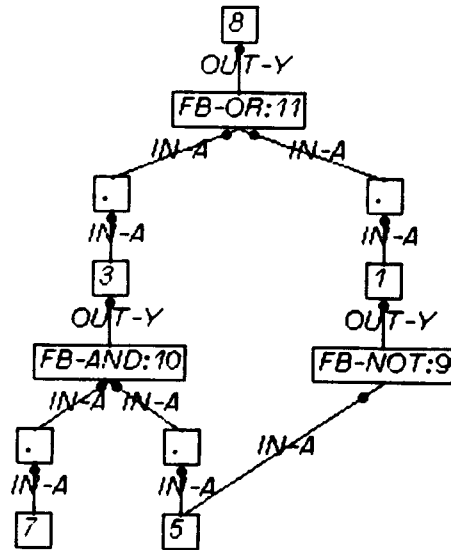 8
OUT-Y
FB-OR:11
IN-A IN-A
. .
IN-A IN-A
3 1
OUT-Y OUT-Y
FB-AND:10 FB-NOT:9
IN-A IN-A
. . IN-A
IN-A IN-A
7 5